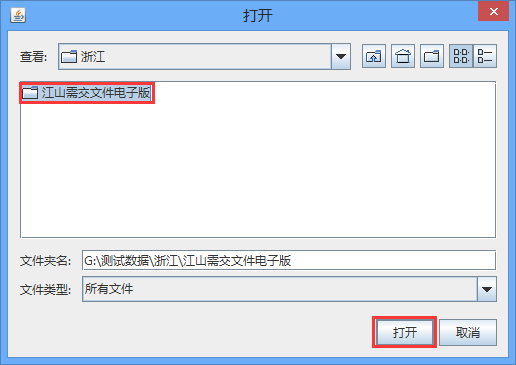 打开
查看: 浙江
江山需交文件电子版
文件夹名: G:\测试数据\浙江\江山需交文件电子版
文件类型: 所有文件
打开 取消